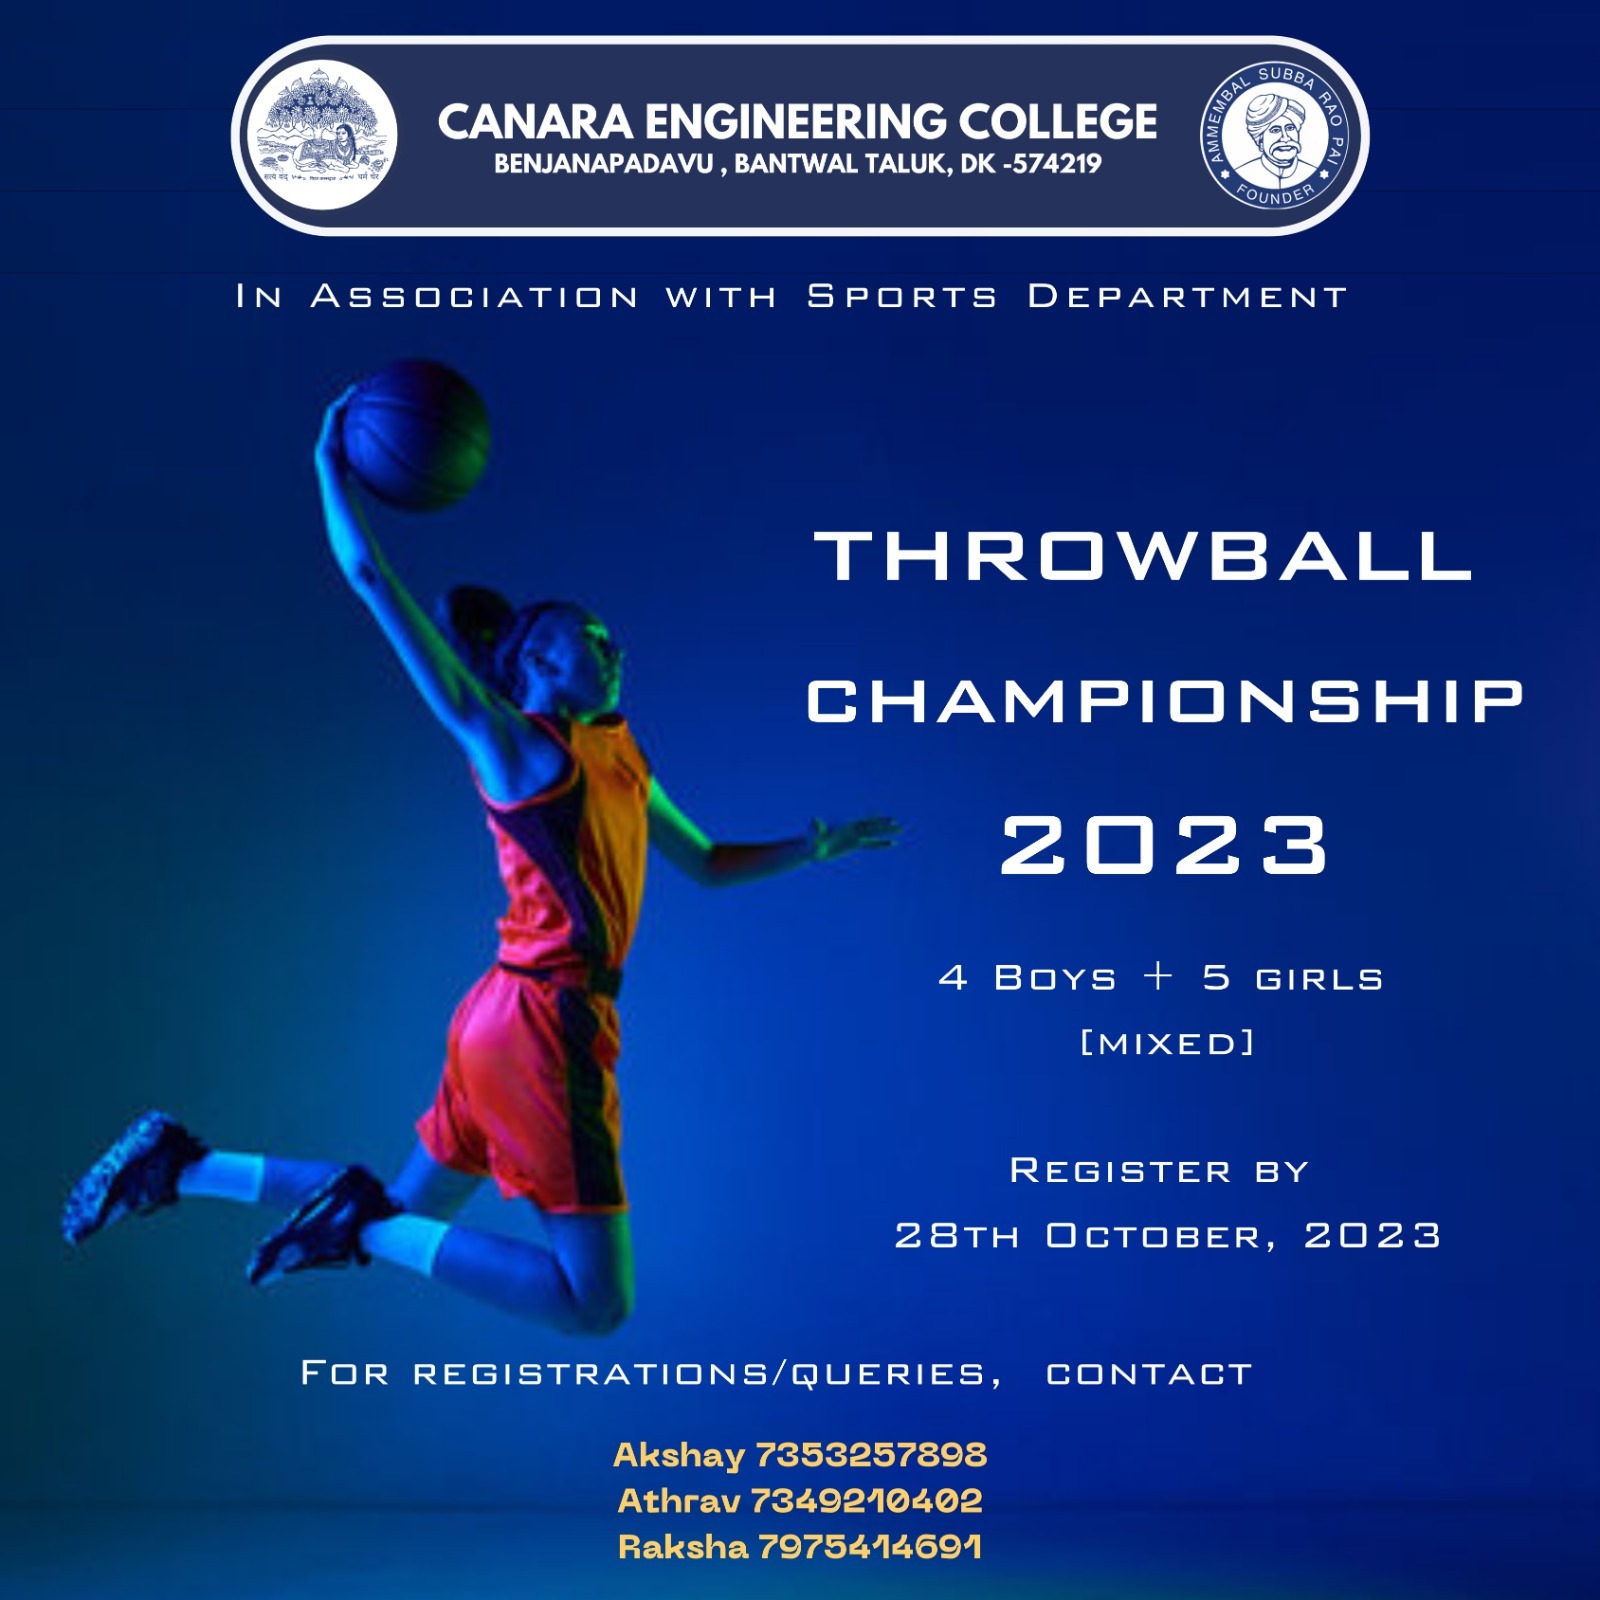 CANARA ENGINEERING COLLEGE
BENJANAPADAVU , BANTWAL TALUK, DK -574219
AMMEMBAL SUBBA RAO PAI
FOUNDER
In Association with Sports Department
THROWBALL
CHAMPIONSHIP
2023
4 Boys + 5 girls
[mixed]
Register by
28th October, 2023
For registrations/queries, contact
Akshay 7353257898
Athrav 7349210402
Raksha 7975414691